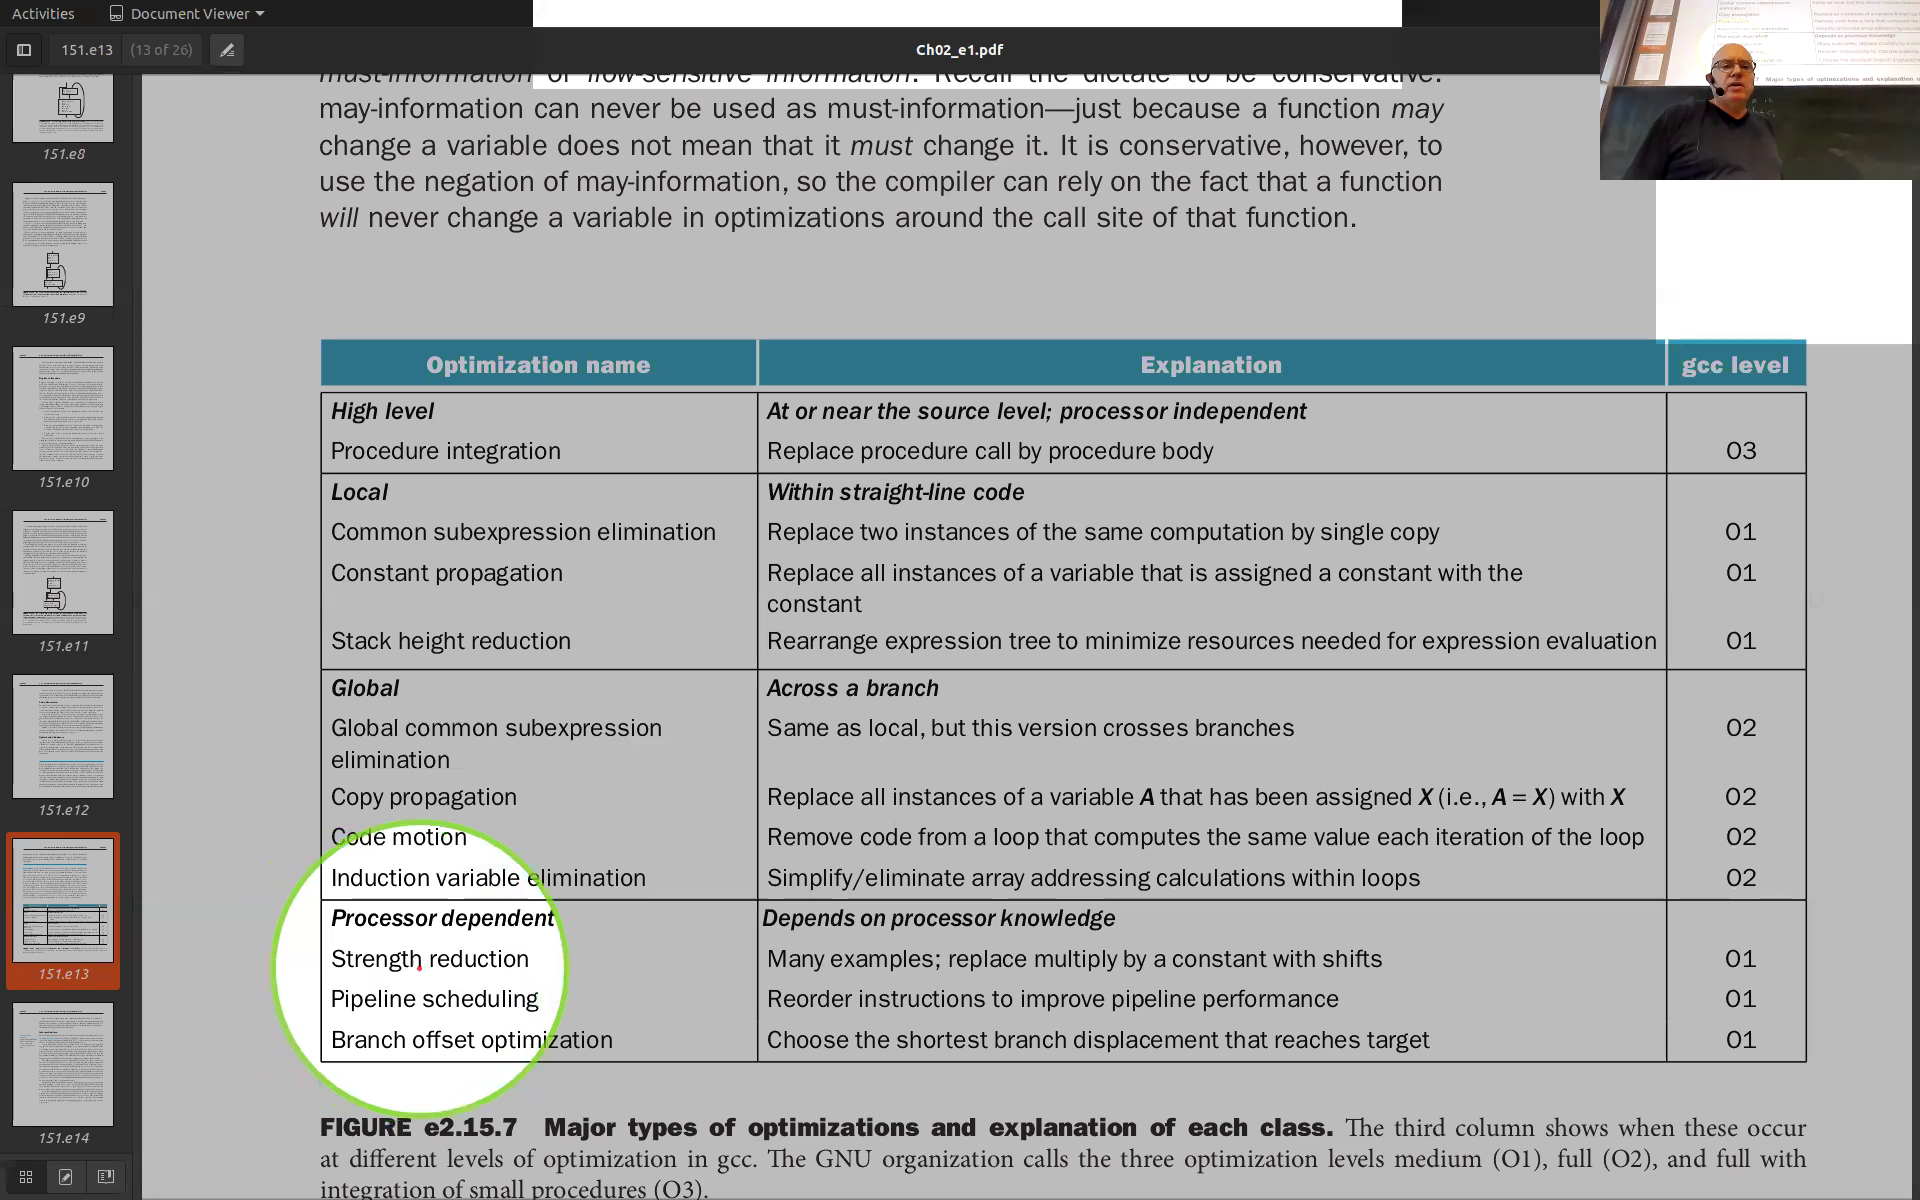 Activities
Document Viewer
151.e13 (13 of 26)
Ch02_e1.pdf
151.e8
151.e9
151.e10
151.e11
151.e12
151.e13
151.e14
must-information or flow-sensitive information. Recall the dictate to be conservative:
may-information can never be used as must-information—just because a function may
change a variable does not mean that it must change it. It is conservative, however, to
use the negation of may-information, so the compiler can rely on the fact that a function
will never change a variable in optimizations around the call site of that function.
Optimization name Explanation gcc level
High level At or near the source level; processor independent
Procedure integration Replace procedure call by procedure body O3
Local Within straight-line code
Common subexpression elimination Replace two instances of the same computation by single copy O1
Constant propagation Replace all instances of a variable that is assigned a constant with the O1
constant
Stack height reduction Rearrange expression tree to minimize resources needed for expression evaluation O1
Global Across a branch
Global common subexpression Same as local, but this version crosses branches O2
elimination
Copy propagation Replace all instances of a variable A that has been assigned X (i.e., A = X) with X O2
Code motion Remove code from a loop that computes the same value each iteration of the loop O2
Induction variable elimination Simplify/eliminate array addressing calculations within loops O2
Processor dependent Depends on processor knowledge
Strength reduction Many examples; replace multiply by a constant with shifts O1
Pipeline scheduling Reorder instructions to improve pipeline performance O1
Branch offset optimization Choose the shortest branch displacement that reaches target O1
FIGURE e2.15.7 Major types of optimizations and explanation of each class. The third column shows when these occur
at different levels of optimization in gcc. The GNU organization calls the three optimization levels medium (O1), full (O2), and full with
integration of small procedures (O3).